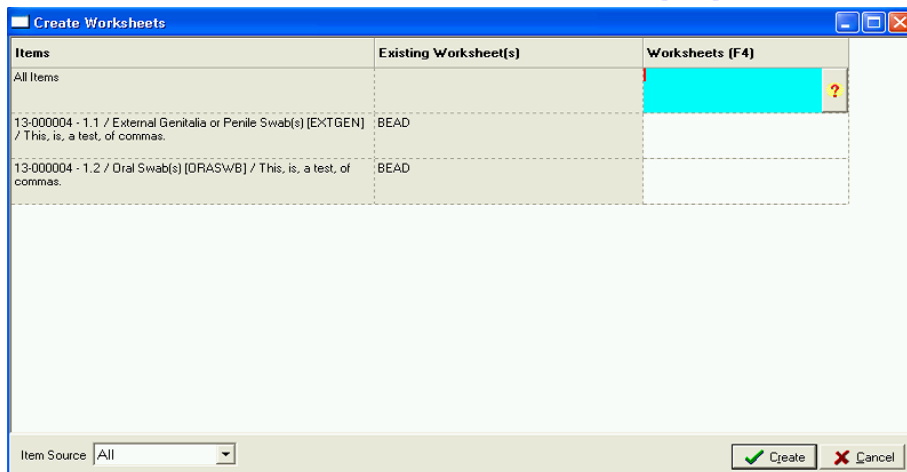 Create Worksheets
Items Existing Worksheet(s) Worksheets (F4)
All Items
?
13-000004 - 1.1 / External Genitalia or Penile Swab(s) [EXTGEN] BEAD
/ This, is, a test, of commas.
13-000004 - 1.2 / Oral Swab(s) [ORASWB] / This, is, a test, of BEAD
commas.
Item Source All Create Cancel